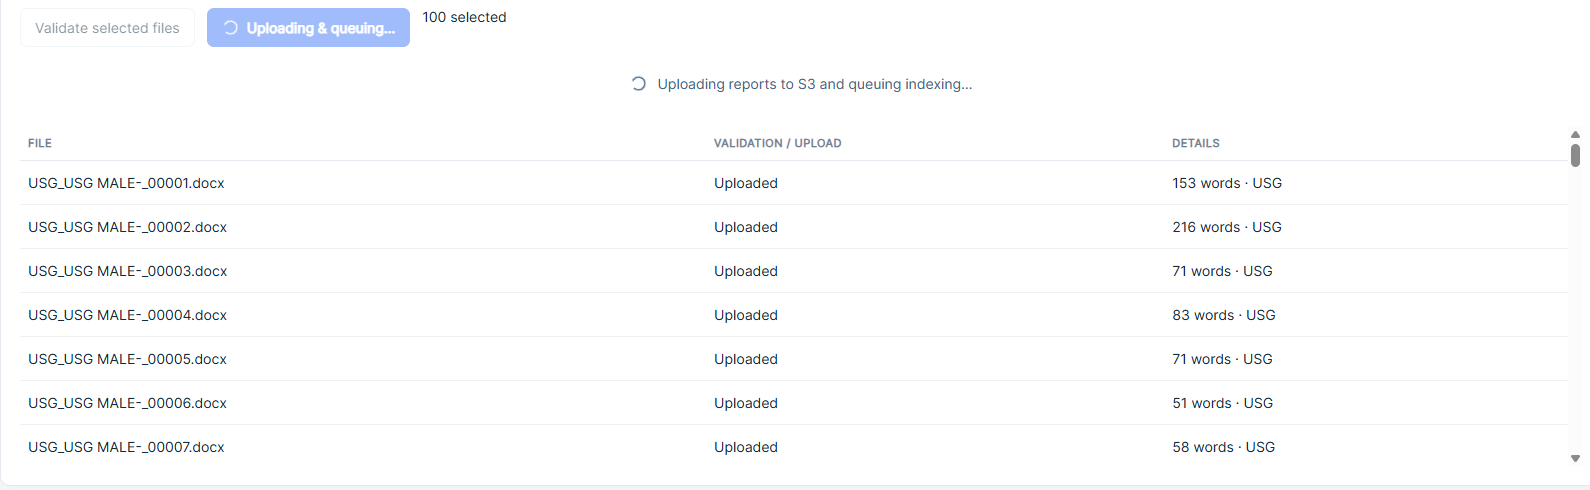 Validate selected files Uploading & queuing... 100 selected
Uploading reports to S3 and queuing indexing...
FILE VALIDATION / UPLOAD DETAILS
USG_USG MALE-_00001.docx Uploaded 153 words · USG
USG_USG MALE-_00002.docx Uploaded 216 words · USG
USG_USG MALE-_00003.docx Uploaded 71 words · USG
USG_USG MALE-_00004.docx Uploaded 83 words · USG
USG_USG MALE-_00005.docx Uploaded 71 words · USG
USG_USG MALE-_00006.docx Uploaded 51 words · USG
USG_USG MALE-_00007.docx Uploaded 58 words · USG